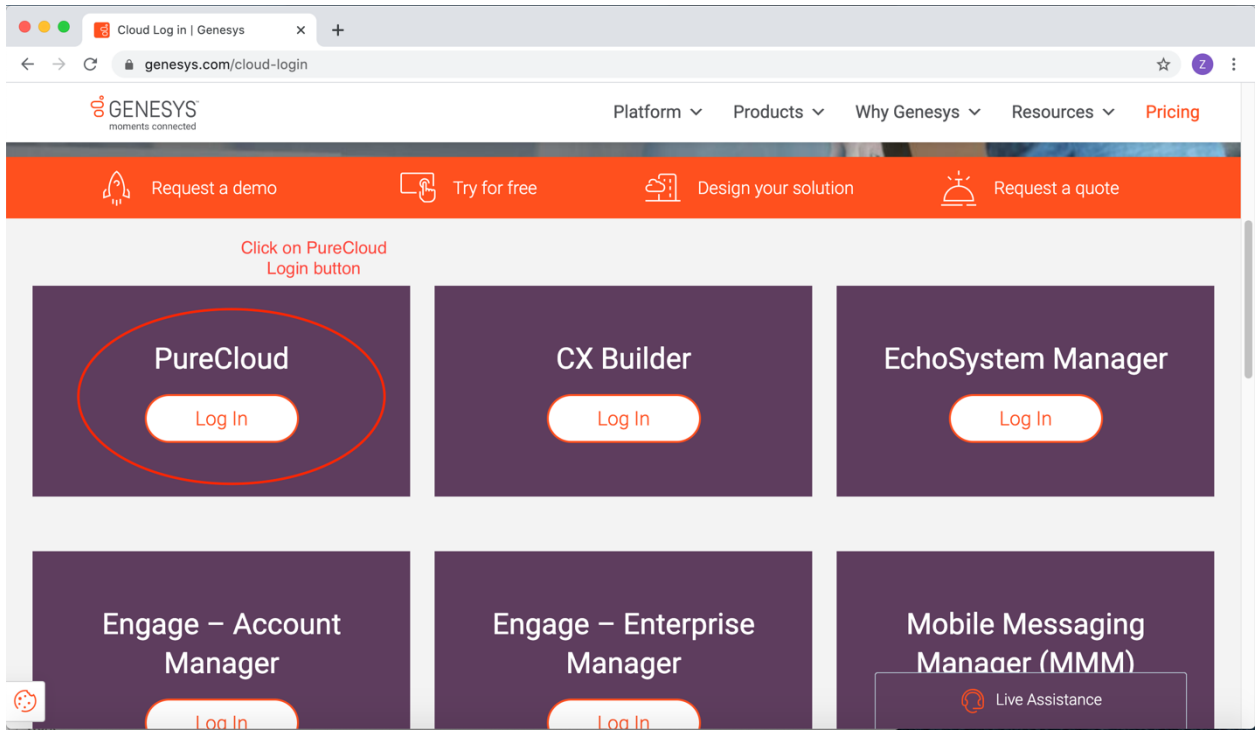 Cloud Log in | Genesys
genesys.com/cloud-login
Z
GENESYS
moments connected
Platform
Products
Why Genesys
Resources
Pricing
Request a demo
Try for free
Design your solution
Request a quote
Click on PureCloud
Login button
PureCloud
Log In
CX Builder
Log In
EchoSystem Manager
Log In
Engage – Account
Manager
Log In
Engage – Enterprise
Manager
Log In
Mobile Messaging
Manager (MMM)
Live Assistance